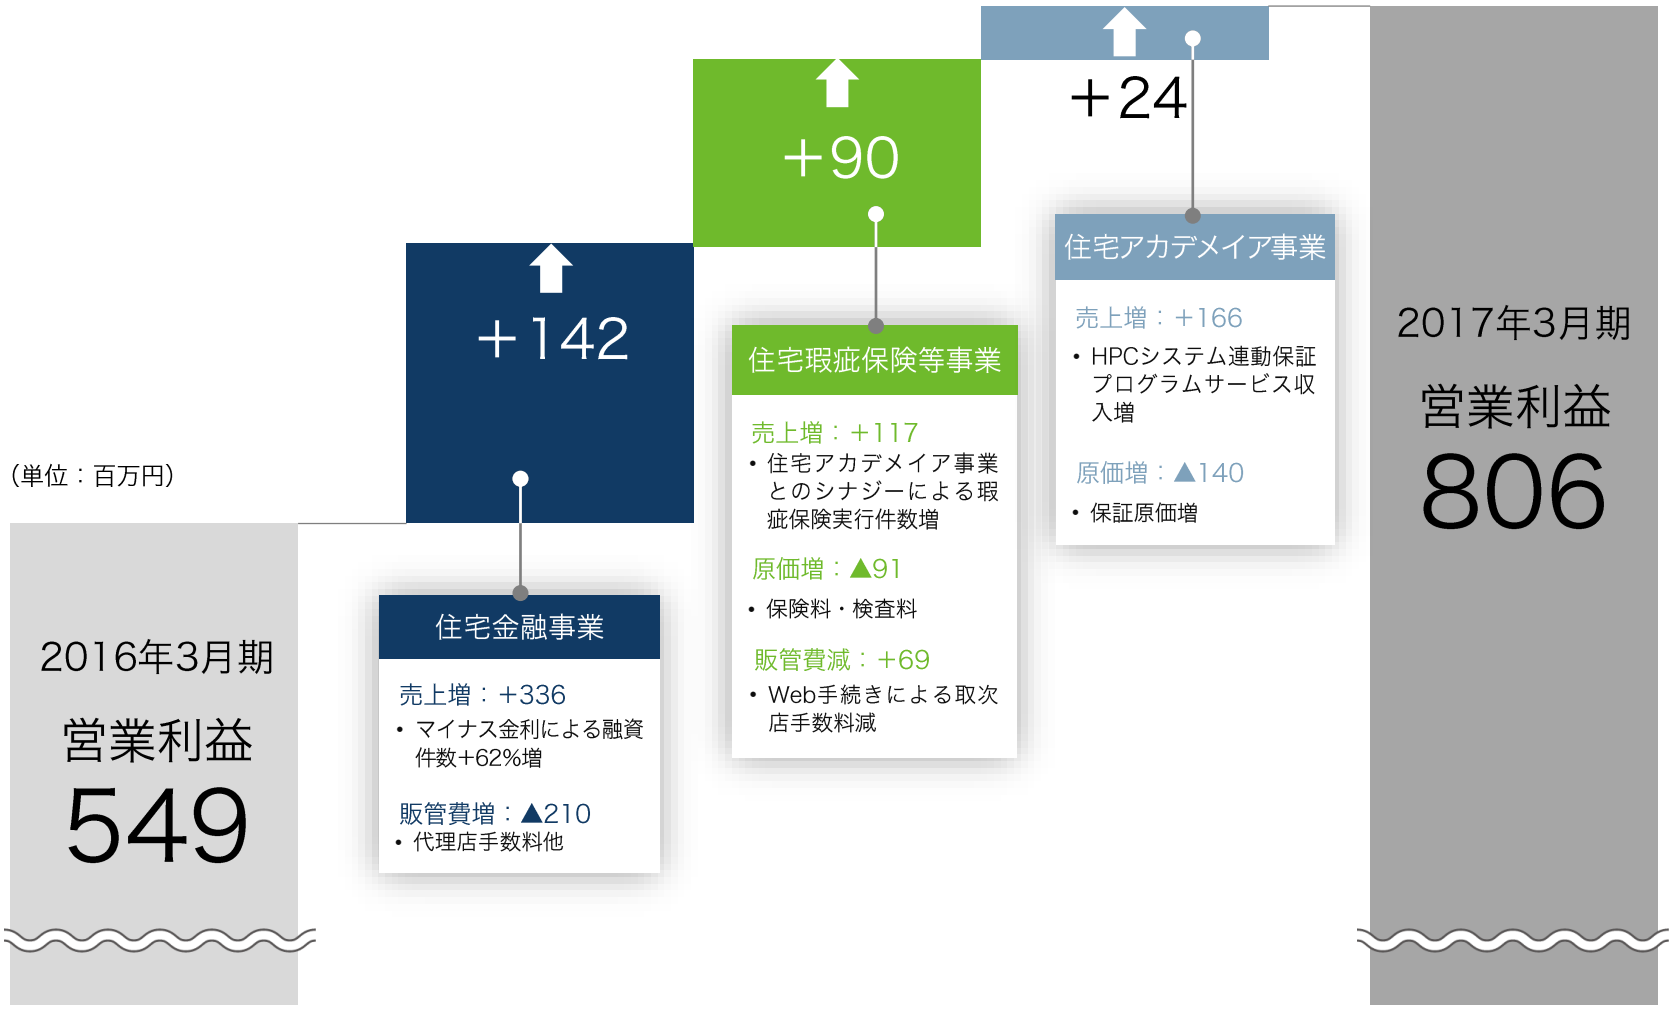 （単位：百万円）
2016年3月期
営業利益
549
+142
住宅金融事業
売上増：+336
• マイナス金利による融資
件数+62%増
販管費増：▲210
• 代理店手数料他
+90
住宅瑕疵保険等事業
売上増：+117
• 住宅アカデメイア事業
とのシナジーによる瑕
疵保険実行件数増
原価増：▲91
• 保険料・検査料
販管費減：+69
• Web手続きによる取次
店手数料減
+24
住宅アカデメイア事業
売上増：+166
• HPCシステム連動保証
プログラムサービス収
入増
原価増：▲140
• 保証原価増
2017年3月期
営業利益
806